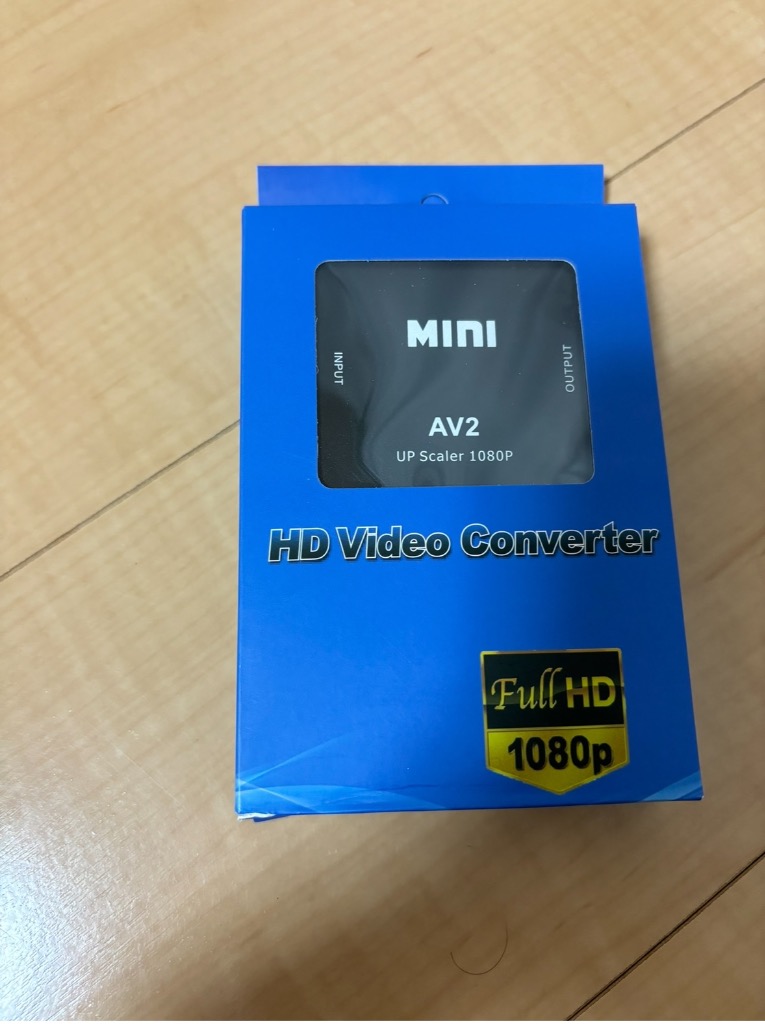 MINI
INPUT
OUTPUT
AV2
UP Scaler 1080P
HD Video Converter
Full HD
1080p